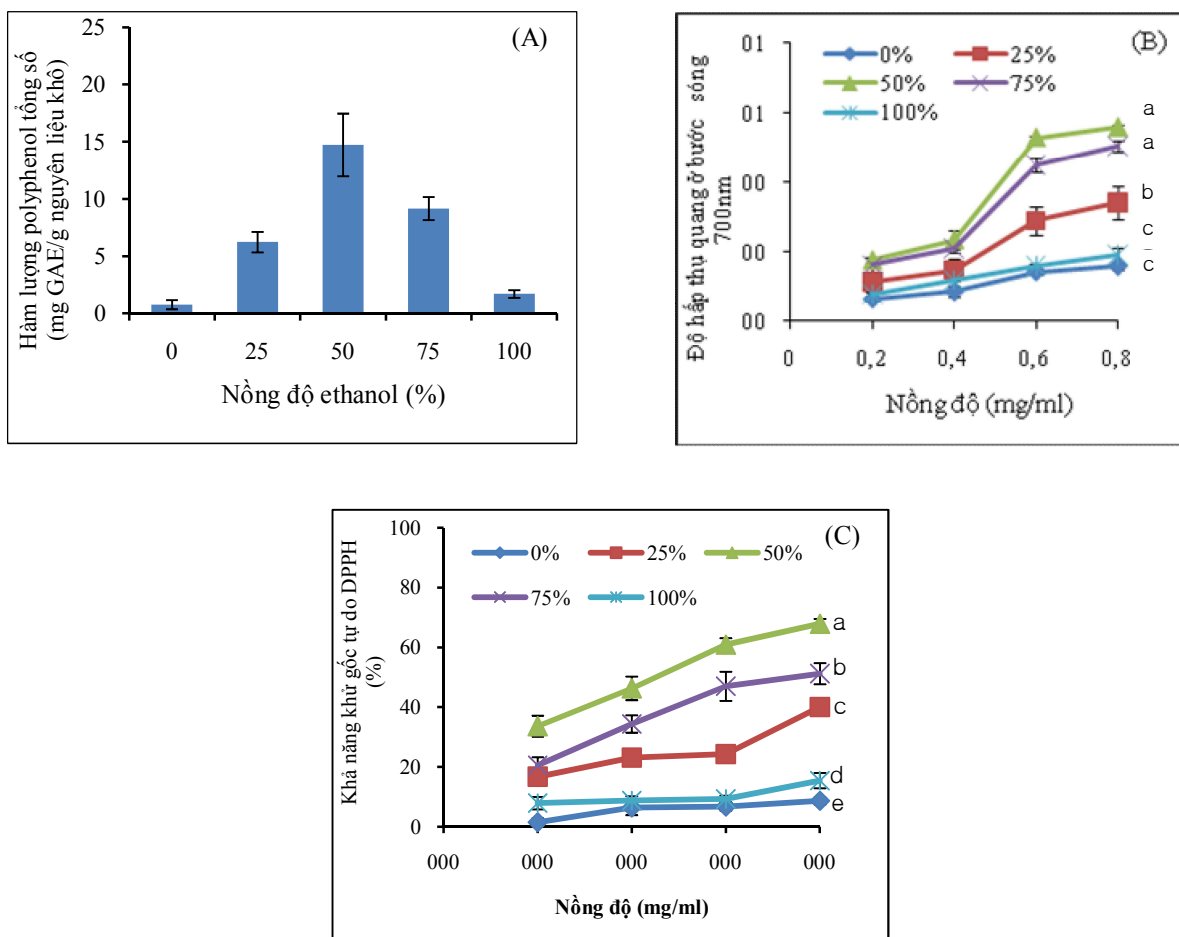 (A)
Hàm lượng polyphenol tổng số
(mg GAE/g nguyên liệu khô)
25
20
15
10
5
0
0 25 50 75 100
Nồng độ ethanol (%)
(B)
Độ hấp thụ quang ở bước sóng
700nm
01
01
00
00
00
0% 25%
50% 75%
100%
a
a
b
c
c
0 0,2 0,4 0,6 0,8
Nồng độ (mg/ml)
(C)
Khả năng khử gốc tự do DPPH
(%)
100
80
60
40
20
0
0% 25% 50%
75% 100%
a
b
c
d
e
000 000 000 000 000
Nồng độ (mg/ml)